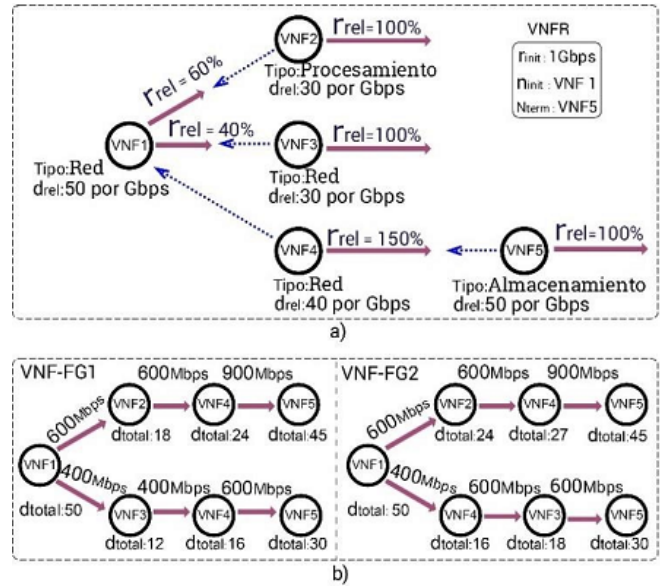 VNF2
rrel=100%
Tipo:Procesamiento
drel:30 por Gbps
VNFR
rinit: 1Gbps
ninit: VNF 1
Nterm: VNF5
rrel = 60%
VNF1
rrel = 40%
Tipo:Red
drel:50 por Gbps
VNF3
rrel=100%
Tipo:Red
drel:30 por Gbps
VNF4
rrel = 150%
Tipo:Red
drel:40 por Gbps
VNF5
rrel=100%
Tipo:Almacenamiento
drel:50 por Gbps
a)
VNF-FG1
600Mbps
900Mbps
600Mbps
VNF2
VNF4
VNF5
dtotal:18
dtotal:24
dtotal:45
VNF1
dtotal:50
400Mbps
400Mbps
600Mbps
VNF3
VNF4
VNF5
dtotal:12
dtotal:16
dtotal:30
VNF-FG2
600Mbps
900Mbps
600Mbps
VNF2
VNF4
VNF5
dtotal:24
dtotal:27
dtotal:45
VNF1
dtotal:50
400Mbps
600Mbps
600Mbps
VNF4
VNF3
VNF5
dtotal:16
dtotal:18
dtotal:30
b)